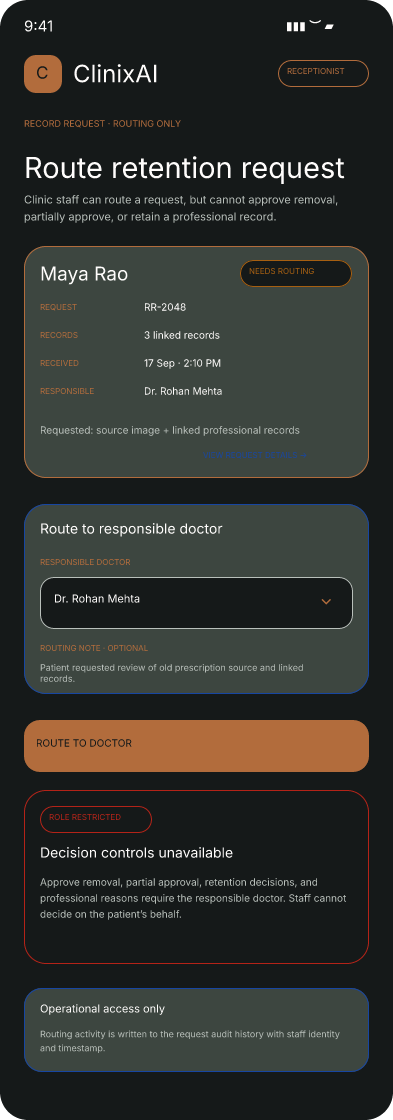 9:41
C
ClinixAI
RECEPTIONIST
RECORD REQUEST · ROUTING ONLY
Route retention request
Clinic staff can route a request, but cannot approve removal,
partially approve, or retain a professional record.
Maya Rao
NEEDS ROUTING
REQUEST
RR-2048
RECORDS
3 linked records
RECEIVED
17 Sep · 2:10 PM
RESPONSIBLE
Dr. Rohan Mehta
Requested: source image + linked professional records
Route to responsible doctor
RESPONSIBLE DOCTOR
Dr. Rohan Mehta
ROUTING NOTE · OPTIONAL
Patient requested review of old prescription source and linked
records.
ROUTE TO DOCTOR
ROLE RESTRICTED
Decision controls unavailable
Approve removal, partial approval, retention decisions, and
professional reasons require the responsible doctor. Staff cannot
decide on the patient’s behalf.
Operational access only
Routing activity is written to the request audit history with staff identity
and timestamp.